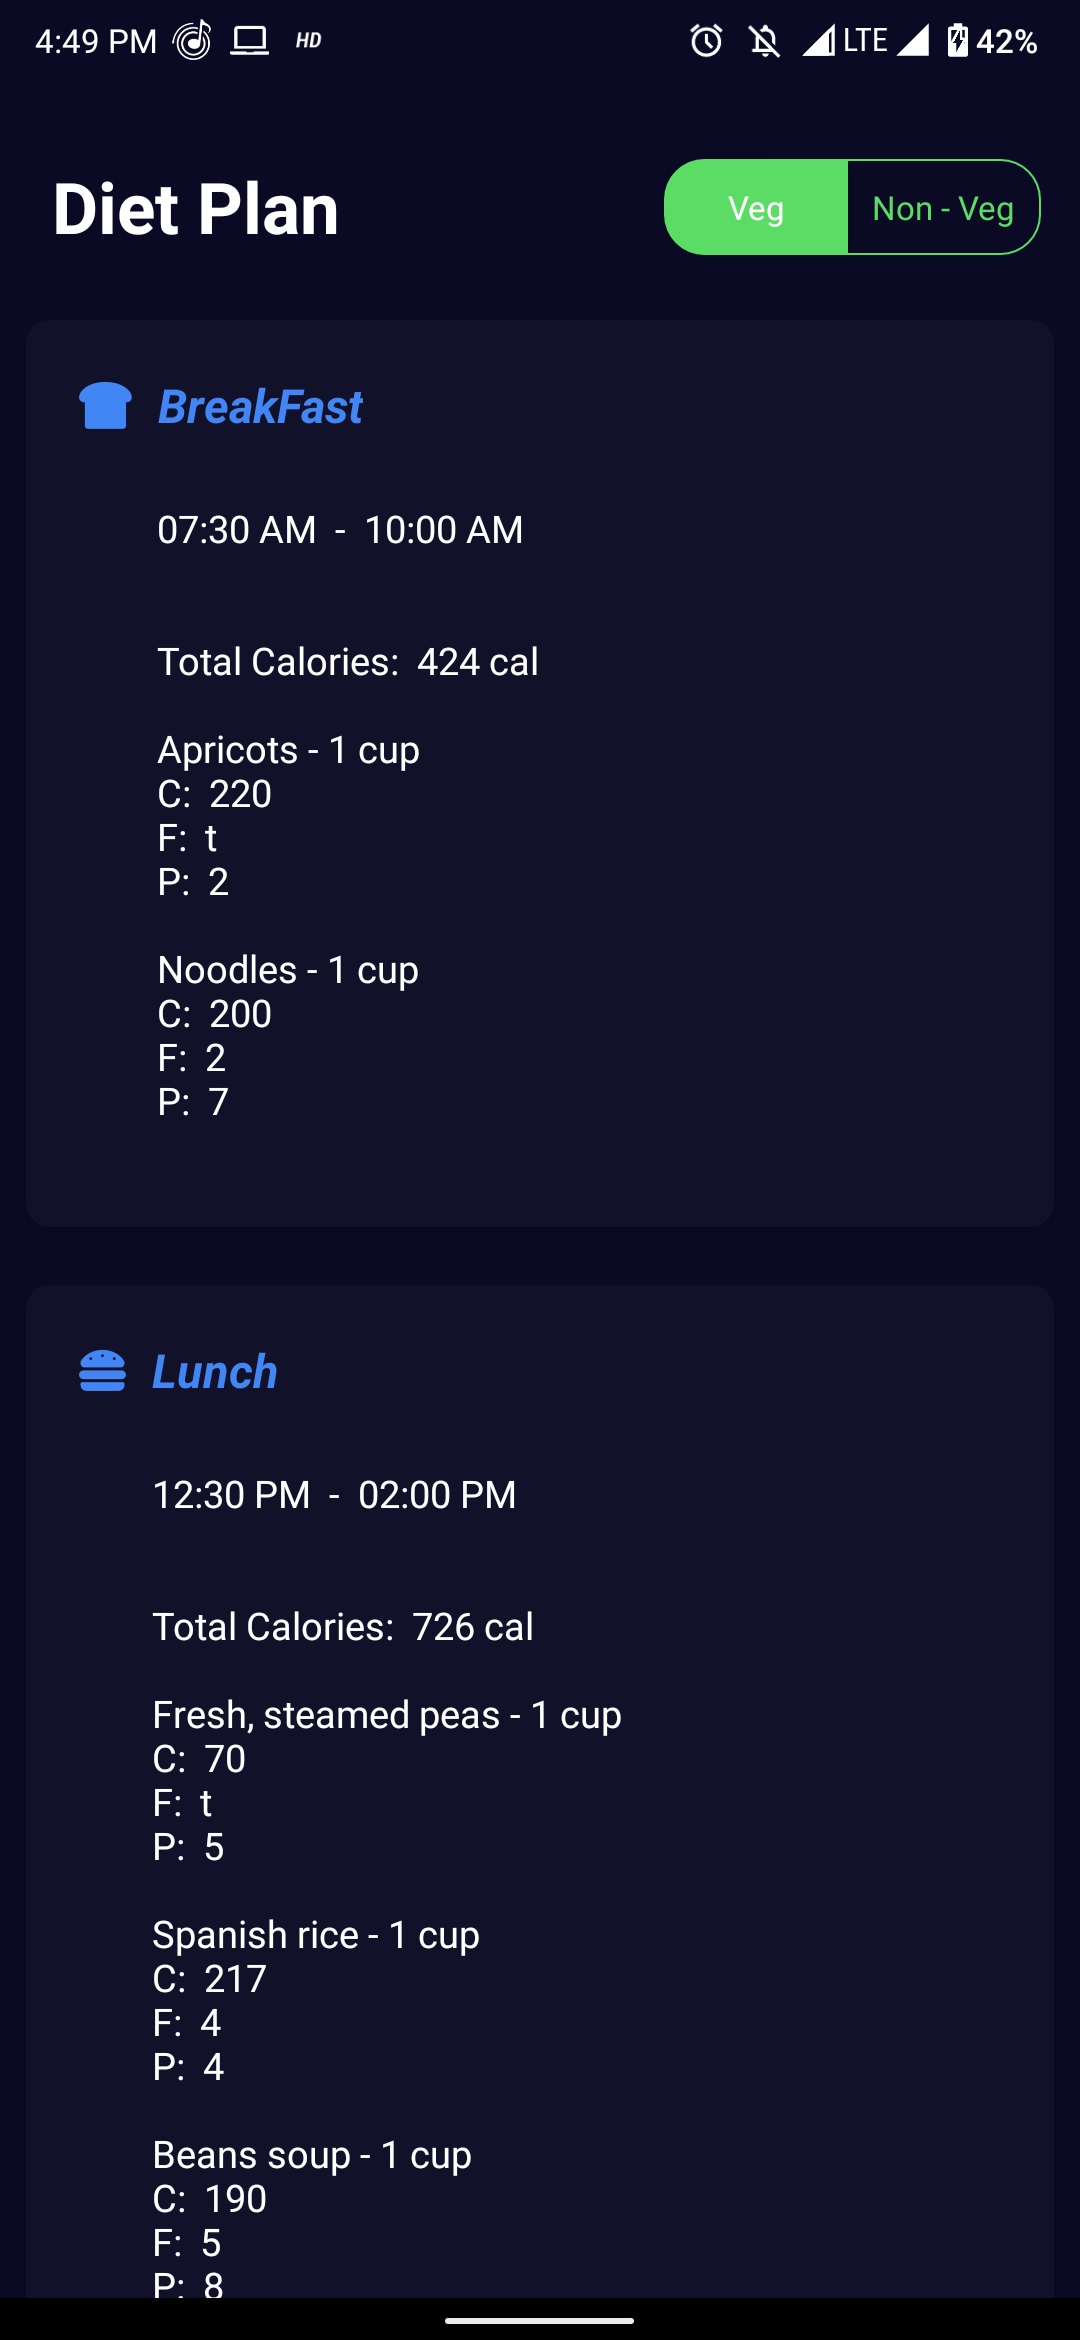 4:49 PM HD LTE 42%
Diet Plan
Veg Non - Veg
BreakFast
07:30 AM - 10:00 AM
Total Calories: 424 cal
Apricots - 1 cup
C: 220
F: t
P: 2
Noodles - 1 cup
C: 200
F: 2
P: 7
Lunch
12:30 PM - 02:00 PM
Total Calories: 726 cal
Fresh, steamed peas - 1 cup
C: 70
F: t
P: 5
Spanish rice - 1 cup
C: 217
F: 4
P: 4
Beans soup - 1 cup
C: 190
F: 5
P: 8